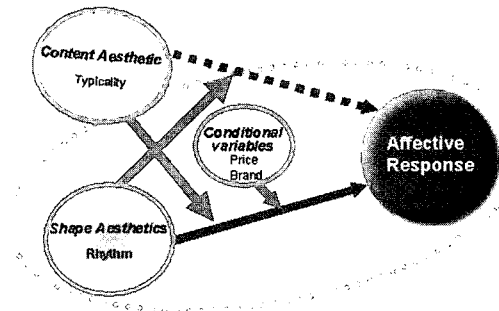 Content Aesthetic
Typicality
Conditional
variables
Price
Brand
Affective
Response
Shape Aesthetics
Rhythm